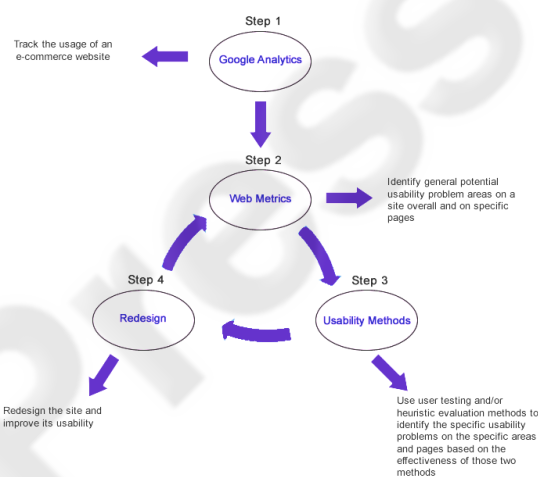 Step 1
Track the usage of an
e-commerce website
Google Analytics
Step 2
Web Metrics
Identify general potential
usability problem areas on a
site overall and on specific
pages
Step 4
Redesign
Step 3
Usability Methods
Redesign the site and
improve its usability
Use user testing and/or
heuristic evaluation methods to
identify the specific usability
problems on the specific areas
and pages based on the
effectiveness of those two
methods
Press